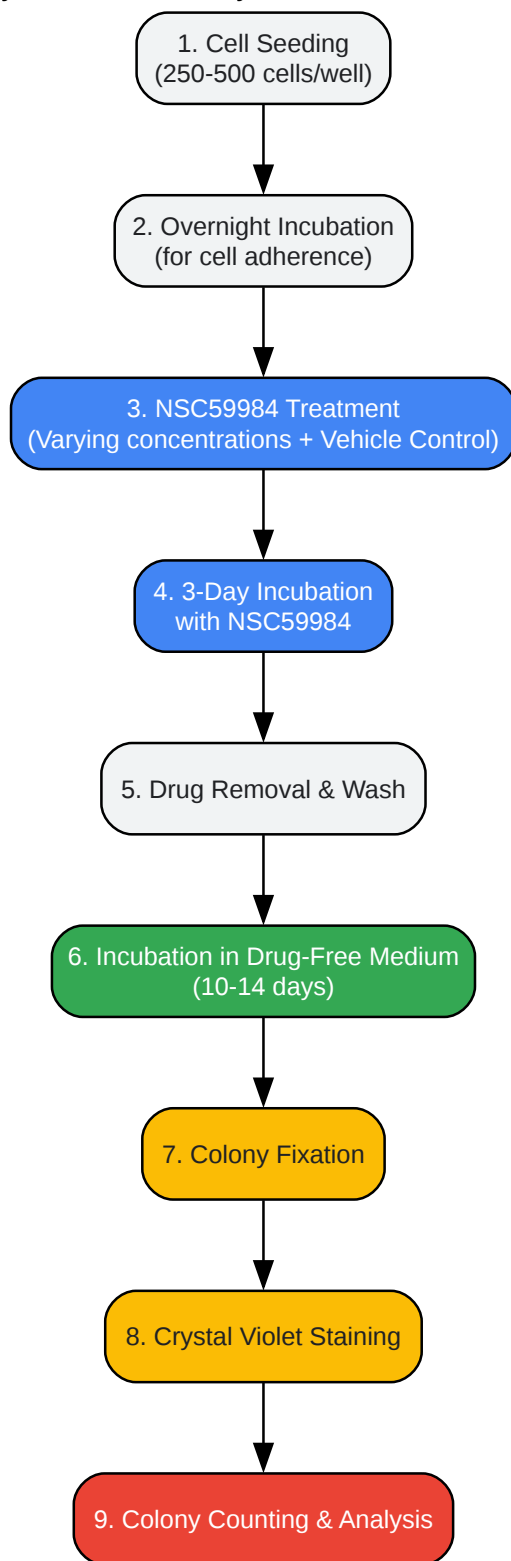 1. Cell Seeding
(250-500 cells/well)
2. Overnight Incubation
(for cell adherence)
3. NSC59984 Treatment
(Varying concentrations + Vehicle Control)
4. 3-Day Incubation
with NSC59984
5. Drug Removal & Wash
6. Incubation in Drug-Free Medium
(10-14 days)
7. Colony Fixation
8. Crystal Violet Staining
9. Colony Counting & Analysis